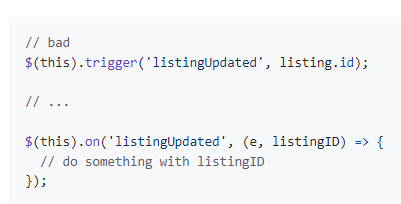 // bad
$(this).trigger('listingUpdated', listing.id);
// ...
$(this).on('listingUpdated', (e, listingID) => {
  // do something with listingID
});